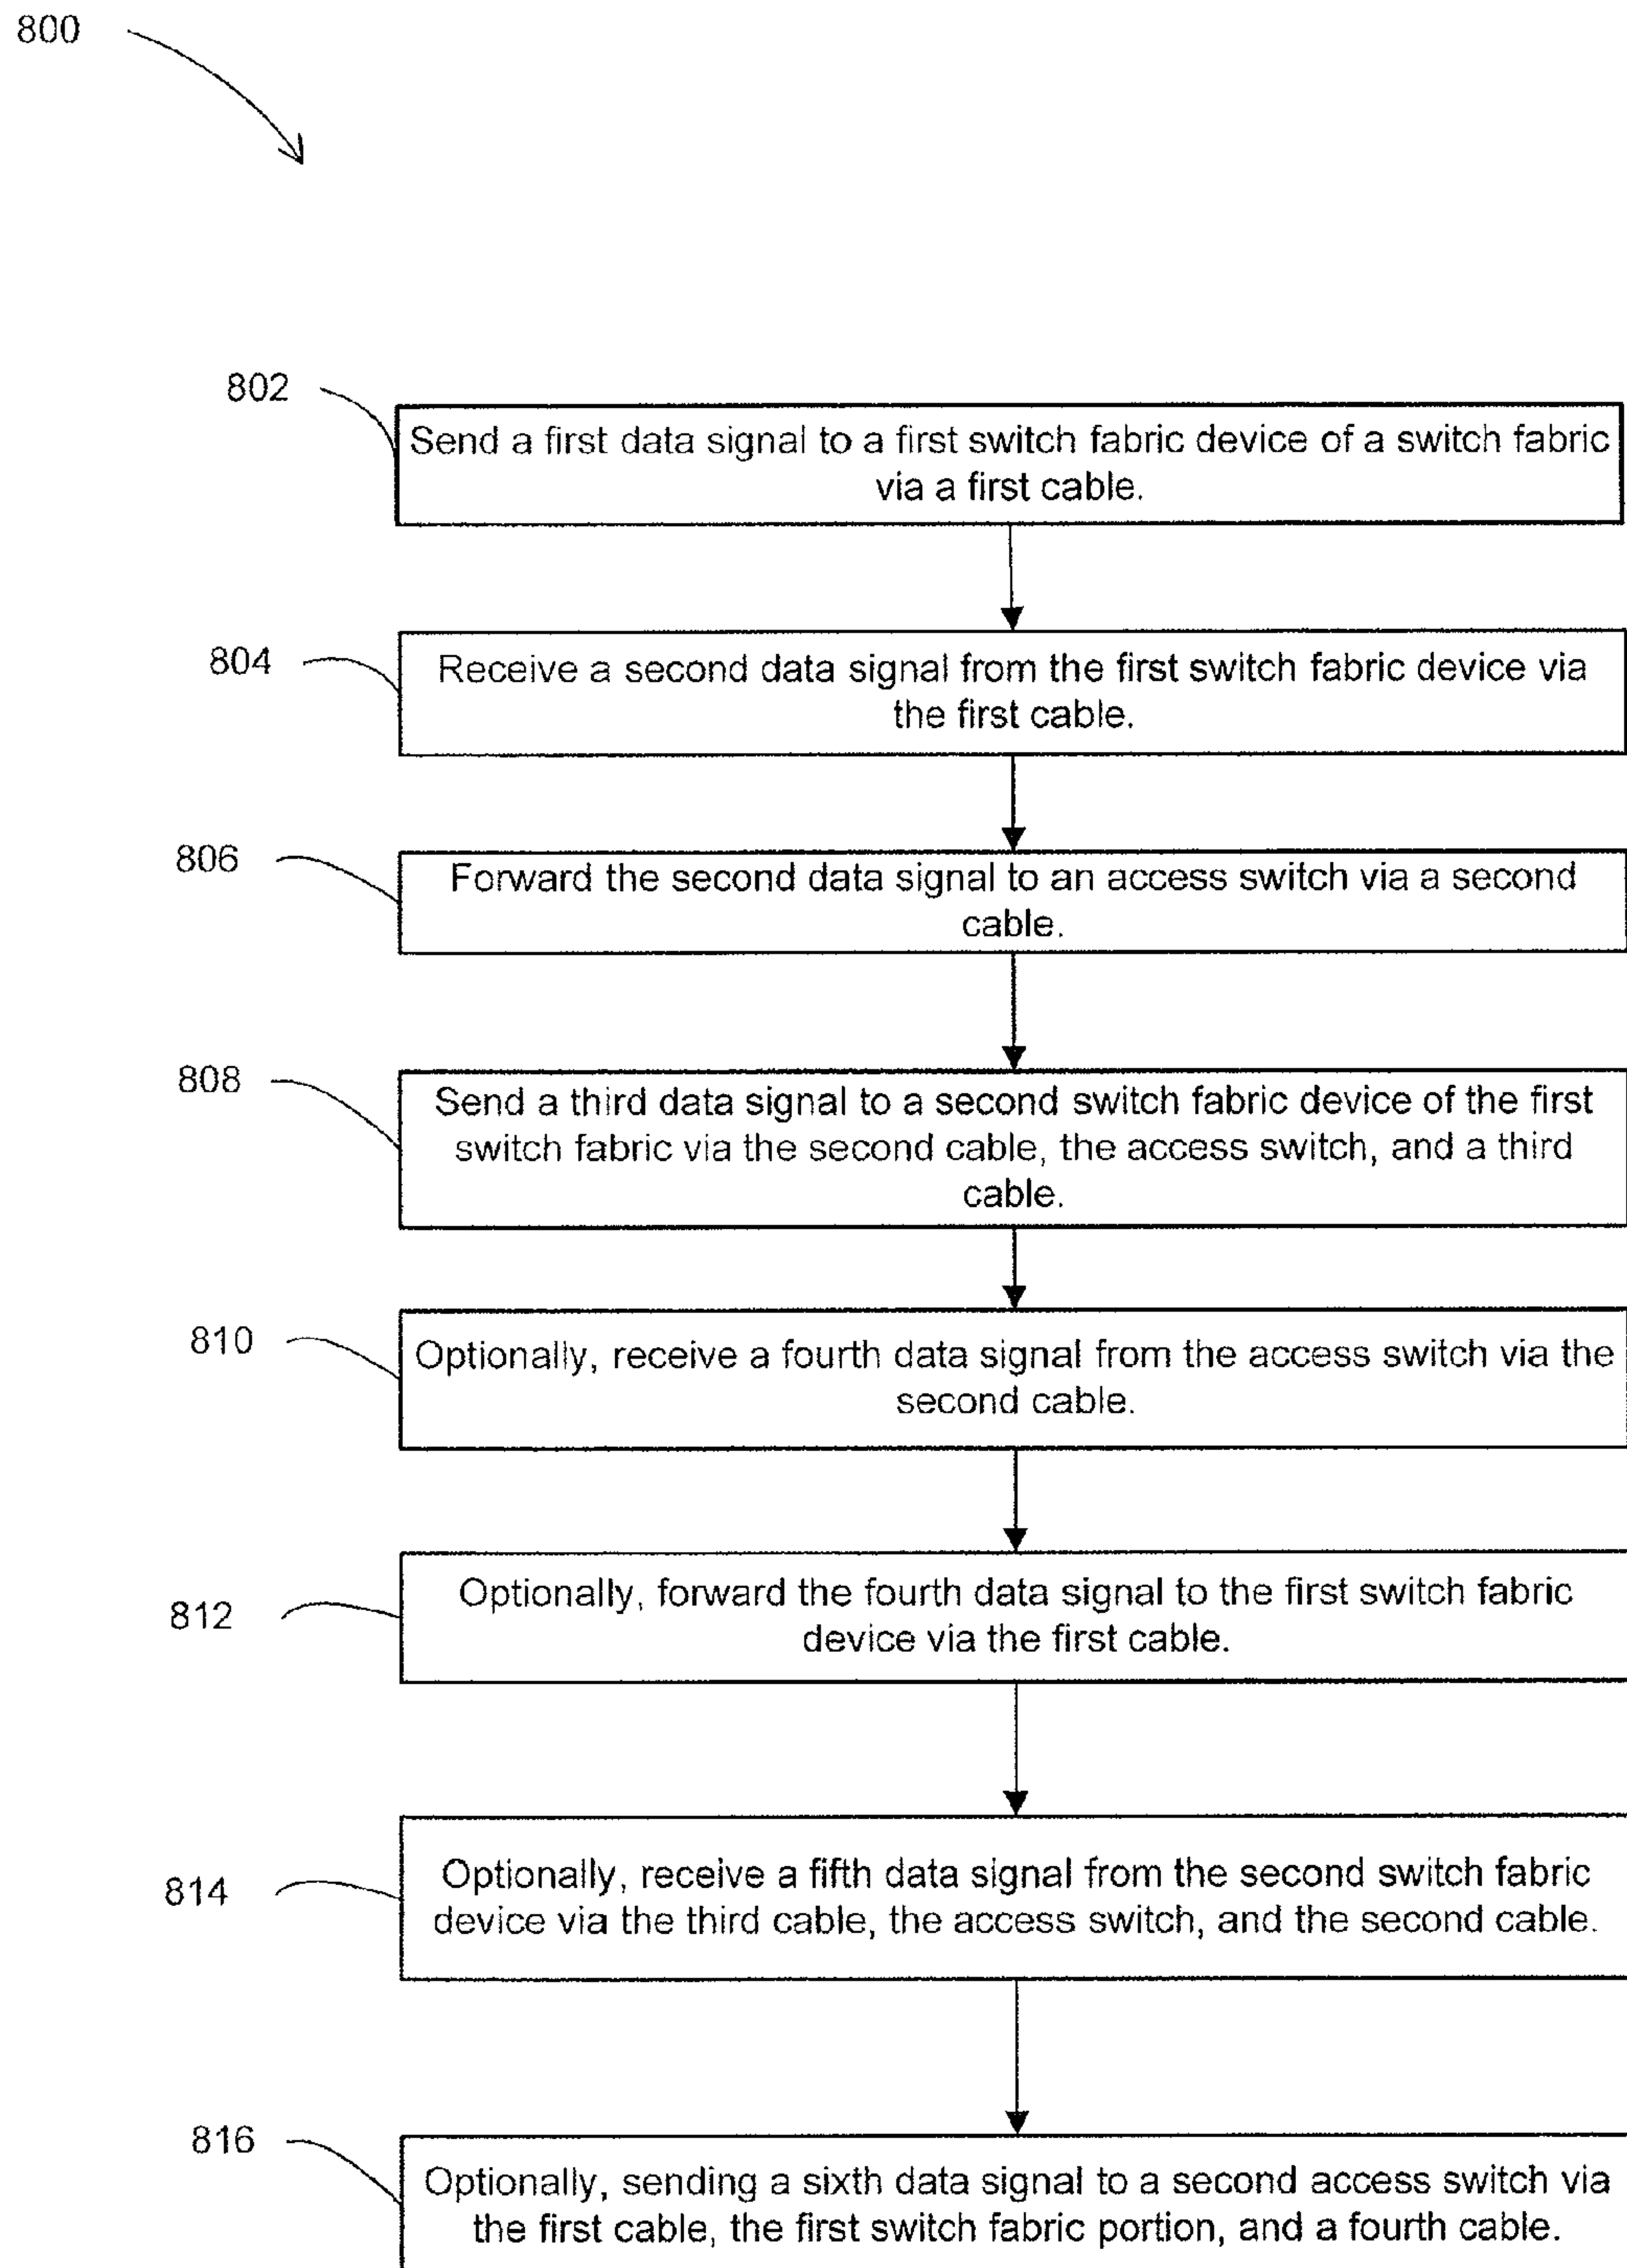 800
802
Send a first data signal to a first switch fabric device of a switch fabric
via a first cable.
804
Receive a second data signal from the first switch fabric device via
the first cable.
806
Forward the second data signal to an access switch via a second
cable.
808
Send a third data signal to a second switch fabric device of the first
switch fabric via the second cable, the access switch, and a third
cable.
810
Optionally, receive a fourth data signal from the access switch via the
second cable.
812
Optionally, forward the fourth data signal to the first switch fabric
device via the first cable.
814
Optionally, receive a fifth data signal from the second switch fabric
device via the third cable, the access switch, and the second cable.
816
Optionally, sending a sixth data signal to a second access switch via
the first cable, the first switch fabric portion, and a fourth cable.